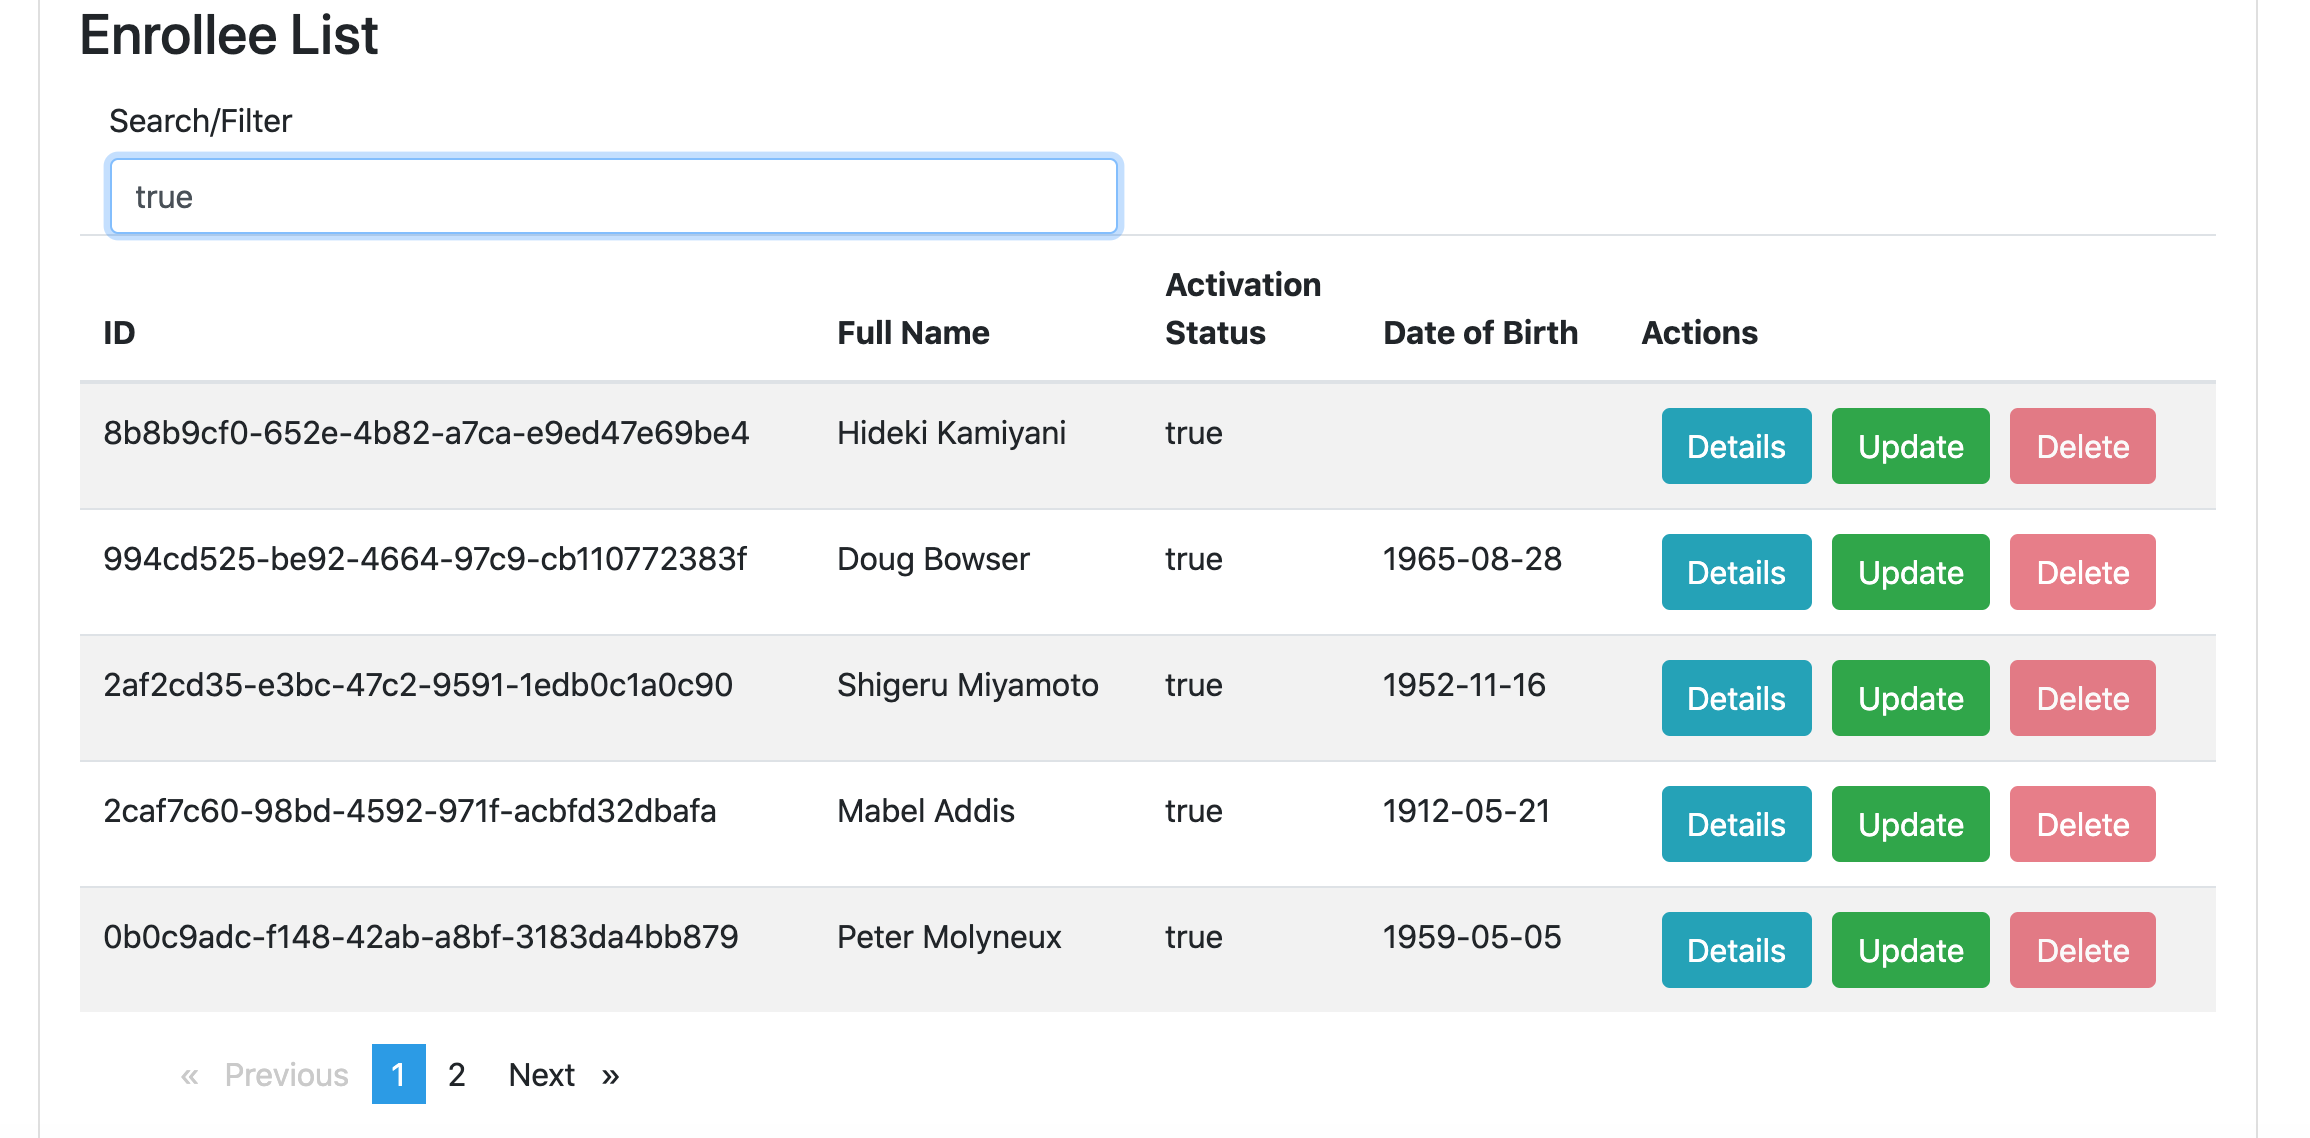 Enrollee List
Search/Filter
true
ID Full Name Activation Status Date of Birth Actions
8b8b9cf0-652e-4b82-a7ca-e9ed47e69be4 Hideki Kamiyani true Details Update Delete
994cd525-be92-4664-97c9-cb110772383f Doug Bowser true 1965-08-28 Details Update Delete
2af2cd35-e3bc-47c2-9591-1edb0c1a0c90 Shigeru Miyamoto true 1952-11-16 Details Update Delete
2caf7c60-98bd-4592-971f-acbfd32dbafa Mabel Addis true 1912-05-21 Details Update Delete
0b0c9adc-f148-42ab-a8bf-3183da4bb879 Peter Molyneux true 1959-05-05 Details Update Delete
« Previous 1 2 Next »